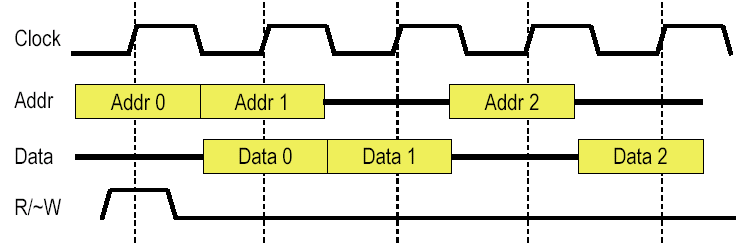 Clock
Addr Addr 0 Addr 1 Addr 2
Data Data 0 Data 1 Data 2
R/~W